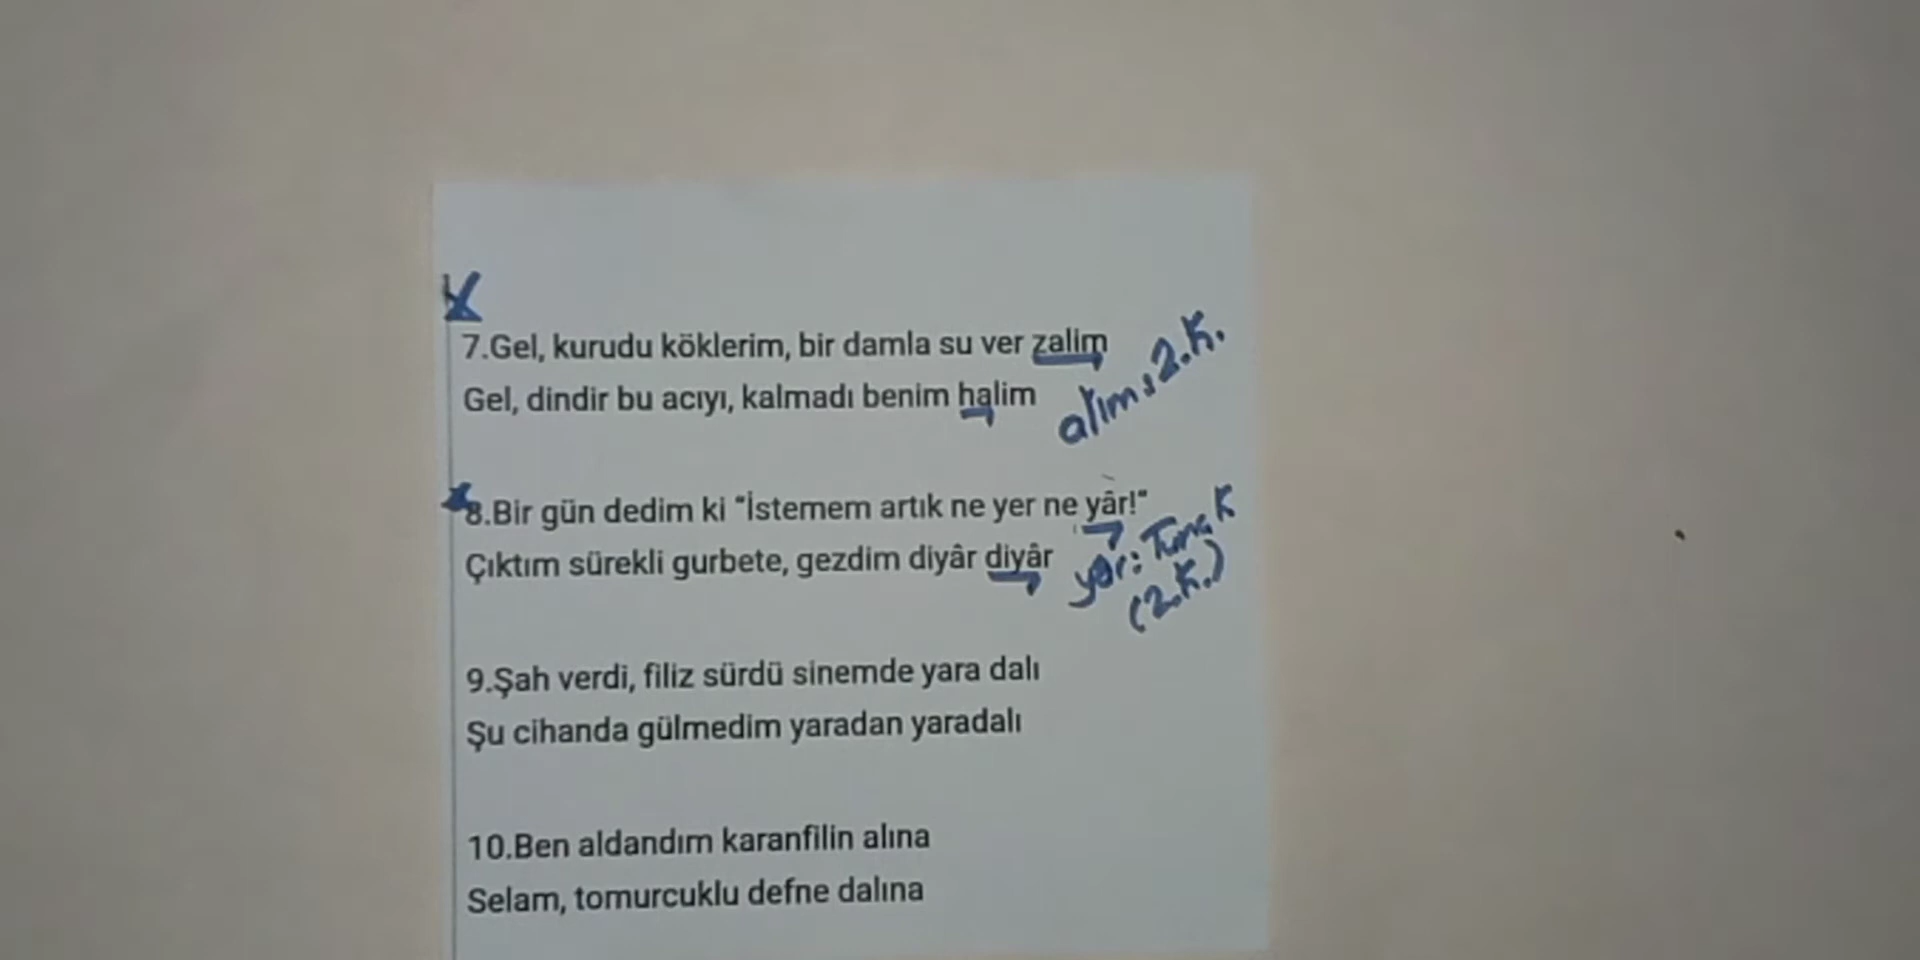 7.Gel, kurudu köklerim, bir damla su ver zalim
Gel, dindir bu acıyı, kalmadı benim halim
alim: 2.K.
8.Bir gün dedim ki “İstemem artık ne yer ne yâr!“
Çıktım sürekli gurbete, gezdim diyâr diyâr
yar: Tunç K
(2.K.)
9.Şah verdi, filiz sürdü sinemde yara dalı
Şu cihanda gülmedim yaradan yaradalı
10.Ben aldandım karanfilin alına
Selam, tomurcuklu defne dalına